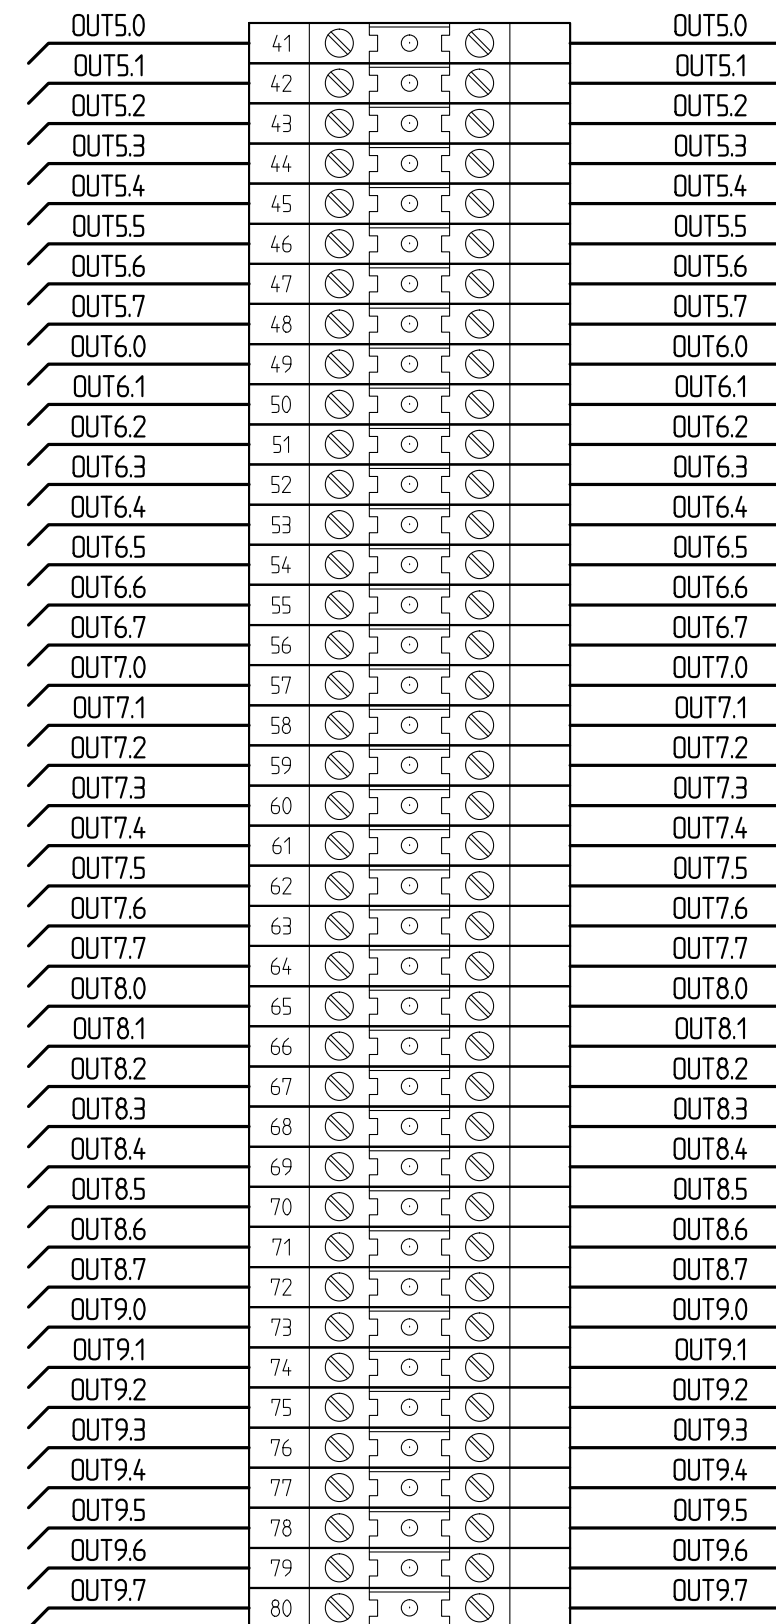 OUT5.0 41 OUT5.0
OUT5.1 42 OUT5.1
OUT5.2 43 OUT5.2
OUT5.3 44 OUT5.3
OUT5.4 45 OUT5.4
OUT5.5 46 OUT5.5
OUT5.6 47 OUT5.6
OUT5.7 48 OUT5.7
OUT6.0 49 OUT6.0
OUT6.1 50 OUT6.1
OUT6.2 51 OUT6.2
OUT6.3 52 OUT6.3
OUT6.4 53 OUT6.4
OUT6.5 54 OUT6.5
OUT6.6 55 OUT6.6
OUT6.7 56 OUT6.7
OUT7.0 57 OUT7.0
OUT7.1 58 OUT7.1
OUT7.2 59 OUT7.2
OUT7.3 60 OUT7.3
OUT7.4 61 OUT7.4
OUT7.5 62 OUT7.5
OUT7.6 63 OUT7.6
OUT7.7 64 OUT7.7
OUT8.0 65 OUT8.0
OUT8.1 66 OUT8.1
OUT8.2 67 OUT8.2
OUT8.3 68 OUT8.3
OUT8.4 69 OUT8.4
OUT8.5 70 OUT8.5
OUT8.6 71 OUT8.6
OUT8.7 72 OUT8.7
OUT9.0 73 OUT9.0
OUT9.1 74 OUT9.1
OUT9.2 75 OUT9.2
OUT9.3 76 OUT9.3
OUT9.4 77 OUT9.4
OUT9.5 78 OUT9.5
OUT9.6 79 OUT9.6
OUT9.7 80 OUT9.7